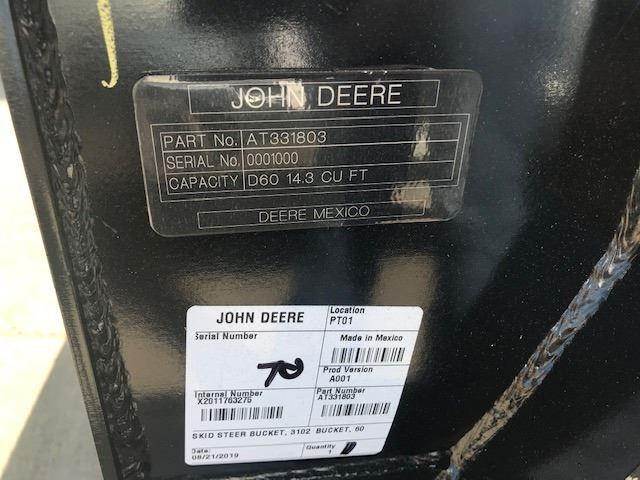 JOHN DEERE
PART No. AT331803
SERIAL No. 0001000
CAPACITY D60 14.3 CU FT
DEERE MEXICO
JOHN DEERE
Location
PT01
Serial Number
Made in Mexico
Prod Version
A001
Internal Number
X2011763275
Part Number
AT331803
SKID STEER BUCKET, 3102 BUCKET, 60
Date:
08/21/2019
Quantity
1